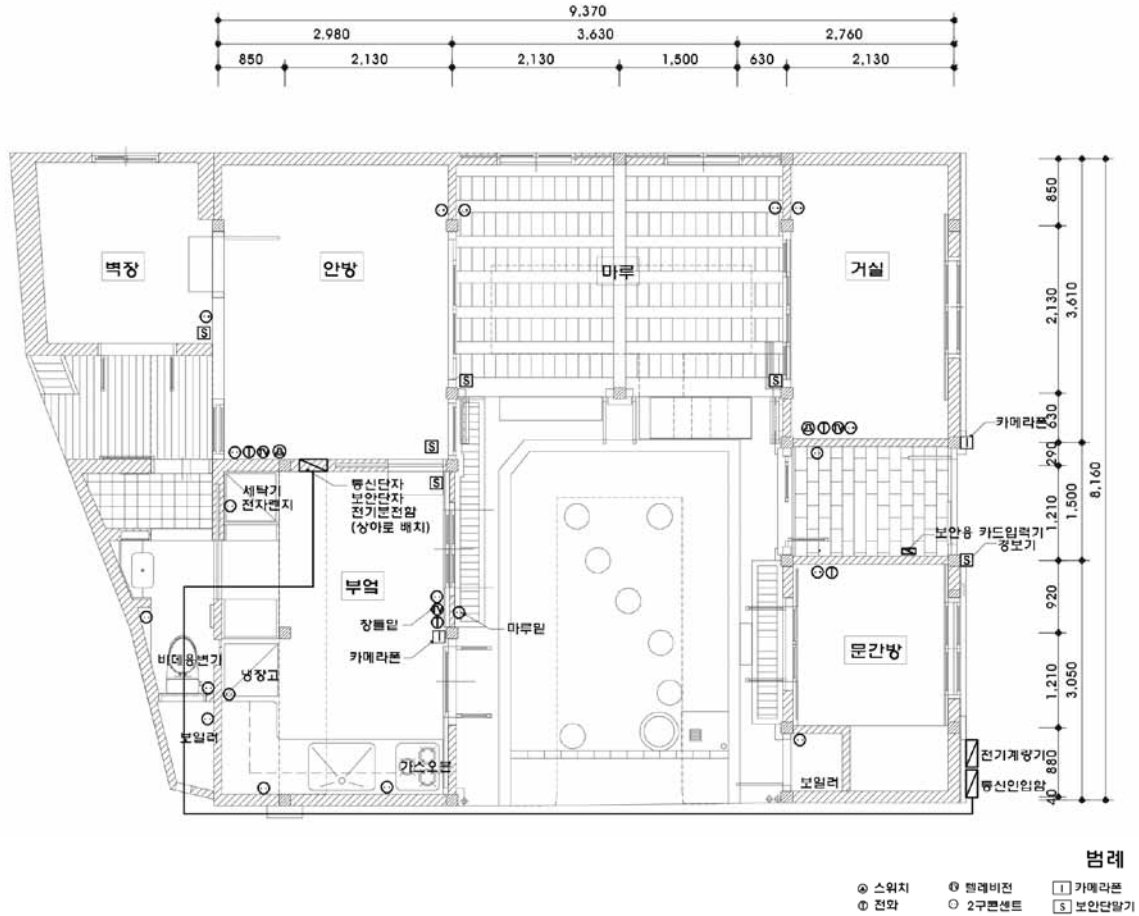 9,370
2,980 3,630 2,760
850 2,130 2,130 1,500 630 2,130
850
2,130
3,610
630
290
1,500
1,210
8,160
920
1,210
3,050
880
40
벽장
안방
마루
거실
S
S
S
S
카메라폰
I
S
세탁기
전자렌지
통신단자
보안단자
전기분전함
(상아로 배치)
보안용 카드입력기
경보기
S
부엌
장틀밑
마루밑
카메라폰
I
문간방
비데용변기
냉장고
보일러
가스오븐
보일러
전기계량기
통신인입함
범례
스위치 텔레비전 I 카메라폰
전화 2구콘센트 S 보안단말기